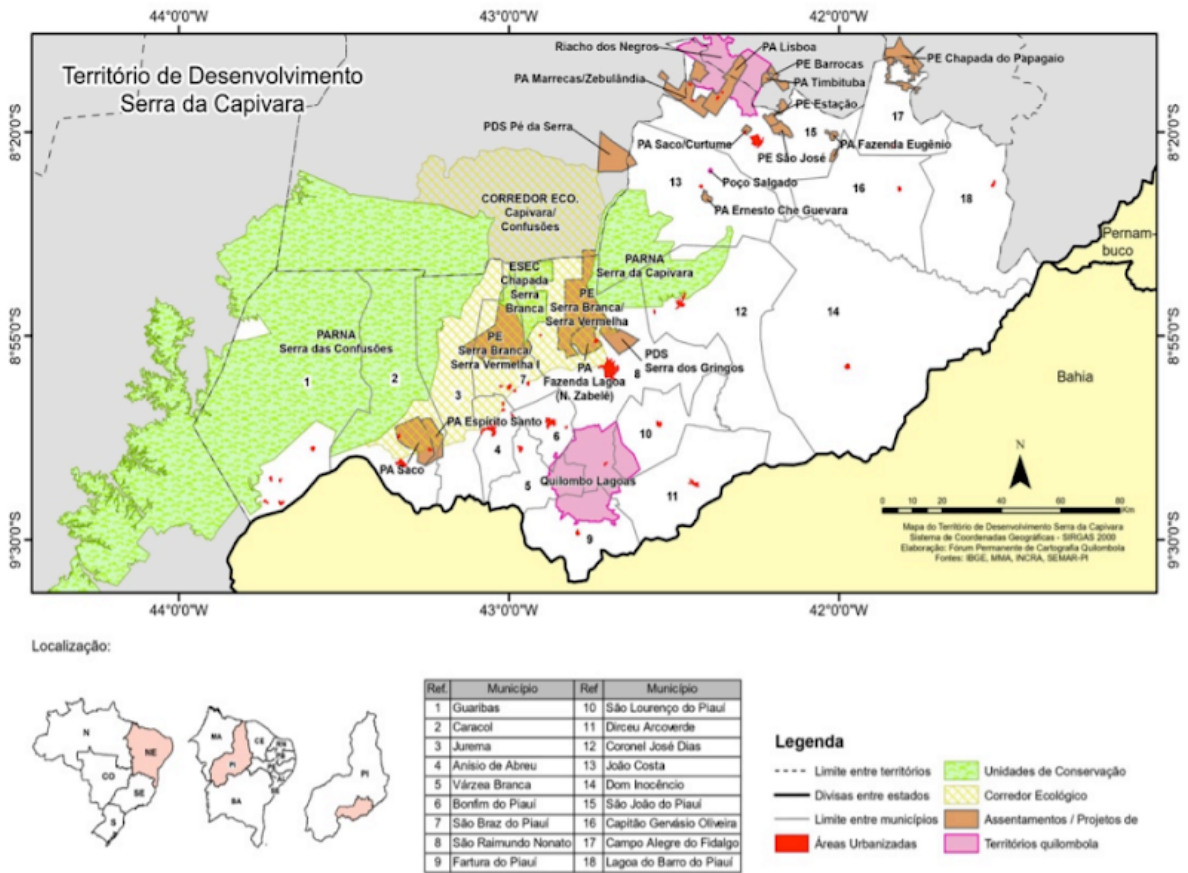 44°0'0"W
43°0'0"W
42°0'0"W
Território de Desenvolvimento
Serra da Capivara
Riacho dos Negros
PA Lisboa
PE Barrocas
PA Marrecas/Zebulândia
PA Timbituba
PE Chapada do Papagaio
PE Estação
17
8°20'0"S
PDS Pé da Serra
PA Saco/Curtume
15
PA Fazenda Eugênio
8°20'0"S
PE São José
13
Poço Salgado
16
18
PA Ernesto Che Guevara
CORREDOR ECO.
Capivara/
Confusões
Pernam-
buco
PARNA
Serra da Capivara
ESEC
Chapada
Serra
Branca
PE
Serra Branca/
Serra Vermelha
12
14
8°55'0"S
PARNA
Serra das Confusões
PE
Serra Branca/
Serra Vermelha I
PDS
Serra dos Gringos
8°55'0"S
1
2
3
7
PA
Fazenda Lagoa
(N. Zabelê)
8
Bahia
PA Espírito Santo
PA Saco
4
6
10
5
Quilombo Lagoas
11
9
N
0 10 20 40 60 80
Km
Mapa do Território de Desenvolvimento Serra da Capivara
Sistema de Coordenadas Geográficas - SIRGAS 2000
Elaboração: Fórum Permanente de Cartografia Quilombola
Fontes: IBGE, MMA, INCRA, SEMAR-PI
9°30'0"S
9°30'0"S
44°0'0"W
43°0'0"W
42°0'0"W
Localização:
N
NE
CO
SE
S
MA
CE
PI
BA
PI
Ref. Município Ref Município
1 Guaribas 10 São Lourenço do Piauí
2 Caracol 11 Dirceu Arcoverde
3 Jurema 12 Coronel José Dias
4 Anísio de Abreu 13 João Costa
5 Várzea Branca 14 Dom Inocêncio
6 Bonfim do Piauí 15 São João do Piauí
7 São Braz do Piauí 16 Capitão Gervásio Oliveira
8 São Raimundo Nonato 17 Campo Alegre do Fidalgo
9 Fartura do Piauí 18 Lagoa do Barro do Piauí
Legenda
Limite entre territórios
Divisas entre estados
Limite entre municípios
Áreas Urbanizadas
Unidades de Conservação
Corredor Ecológico
Assentamentos / Projetos de
Territórios quilombola